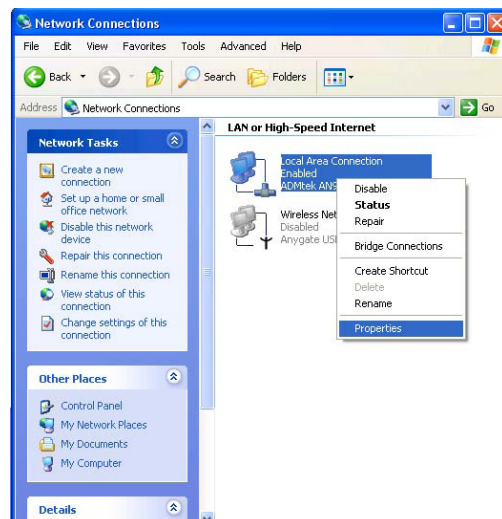 Network Connections
File Edit View Favorites Tools Advanced Help
Back Search Folders
Address Network Connections Go
Network Tasks
Create a new
connection
Set up a home or small
office network
Disable this network
device
Repair this connection
Rename this connection
View status of this
connection
Change settings of this
connection
Other Places
Control Panel
My Network Places
My Documents
My Computer
Details
LAN or High-Speed Internet
Local Area Connection
Enabled
ADMtek
Wireless
Disabled
Anygate
Disable
Status
Repair
Bridge Connections
Create Shortcut
Delete
Rename
Properties